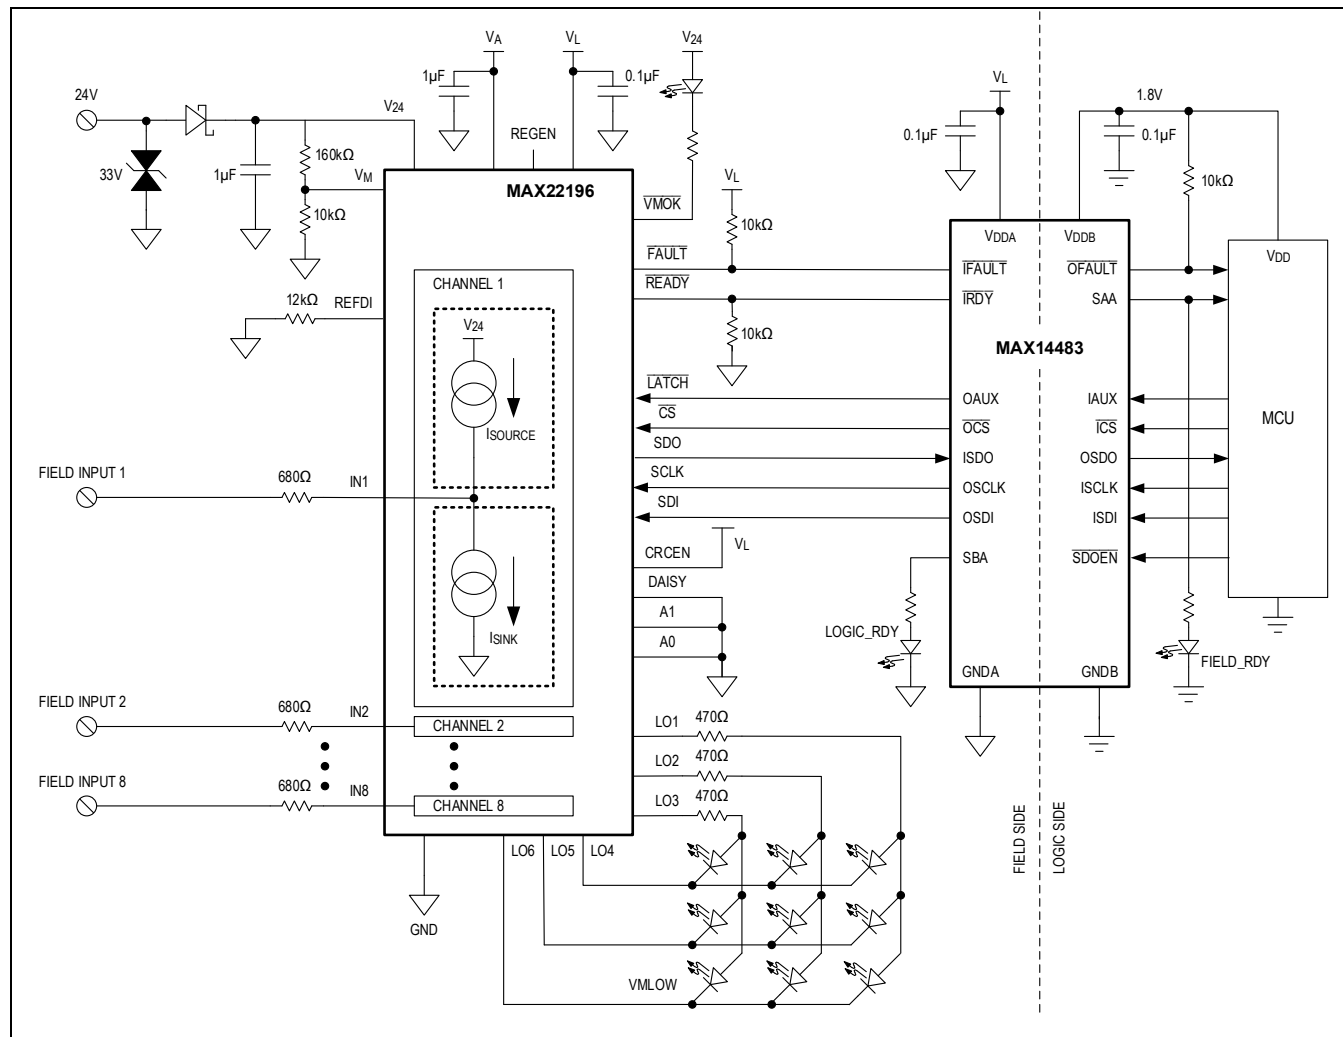 VA
VL
V24
1µF
0.1µF
VL
24V
V24
1.8V
REGEN
0.1µF
0.1µF
160kΩ
33V
1µF
VM
MAX22196
VL
10kΩ
VMOK
10kΩ
10kΩ
FAULT
VDDA
VDDB
VDD
IFAULT
OFAULT
CHANNEL 1
READY
IRDY
SAA
12kΩ
REFDI
V24
10kΩ
MAX14483
LATCH
OAUX
IAUX
CS
OCS
ICS
MCU
ISOURCE
SDO
ISDO
OSDO
FIELD INPUT 1
680Ω
IN1
SCLK
OSCLK
ISCLK
SDI
OSDI
ISDI
VL
CRCEN
SBA
SDOEN
DAISY
A1
ISINK
A0
LOGIC_RDY
FIELD_RDY
GNDA
GNDB
FIELD INPUT 2
680Ω
IN2
CHANNEL 2
LO1
470Ω
LO2
470Ω
FIELD INPUT 8
680Ω
IN8
CHANNEL 8
LO3
470Ω
FIELD SIDE
LOGIC SIDE
LO6
LO5
LO4
GND
VMLOW